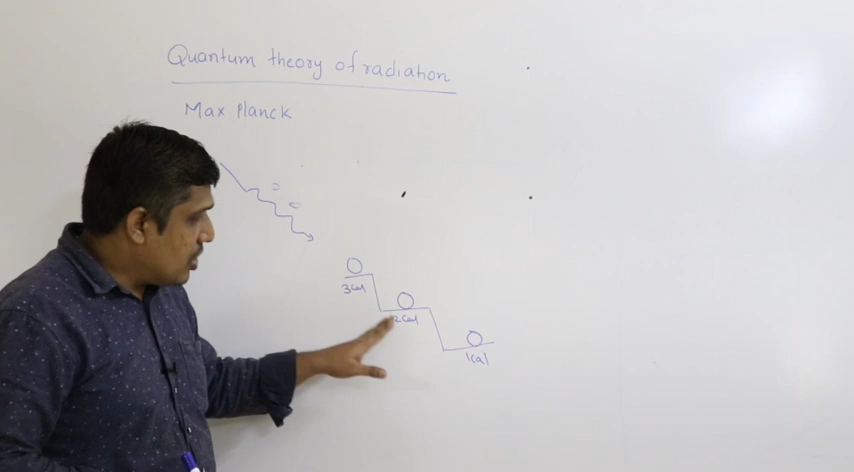 Quantum theory of radiation
Max Planck
3Cal
2Cal
1Cal